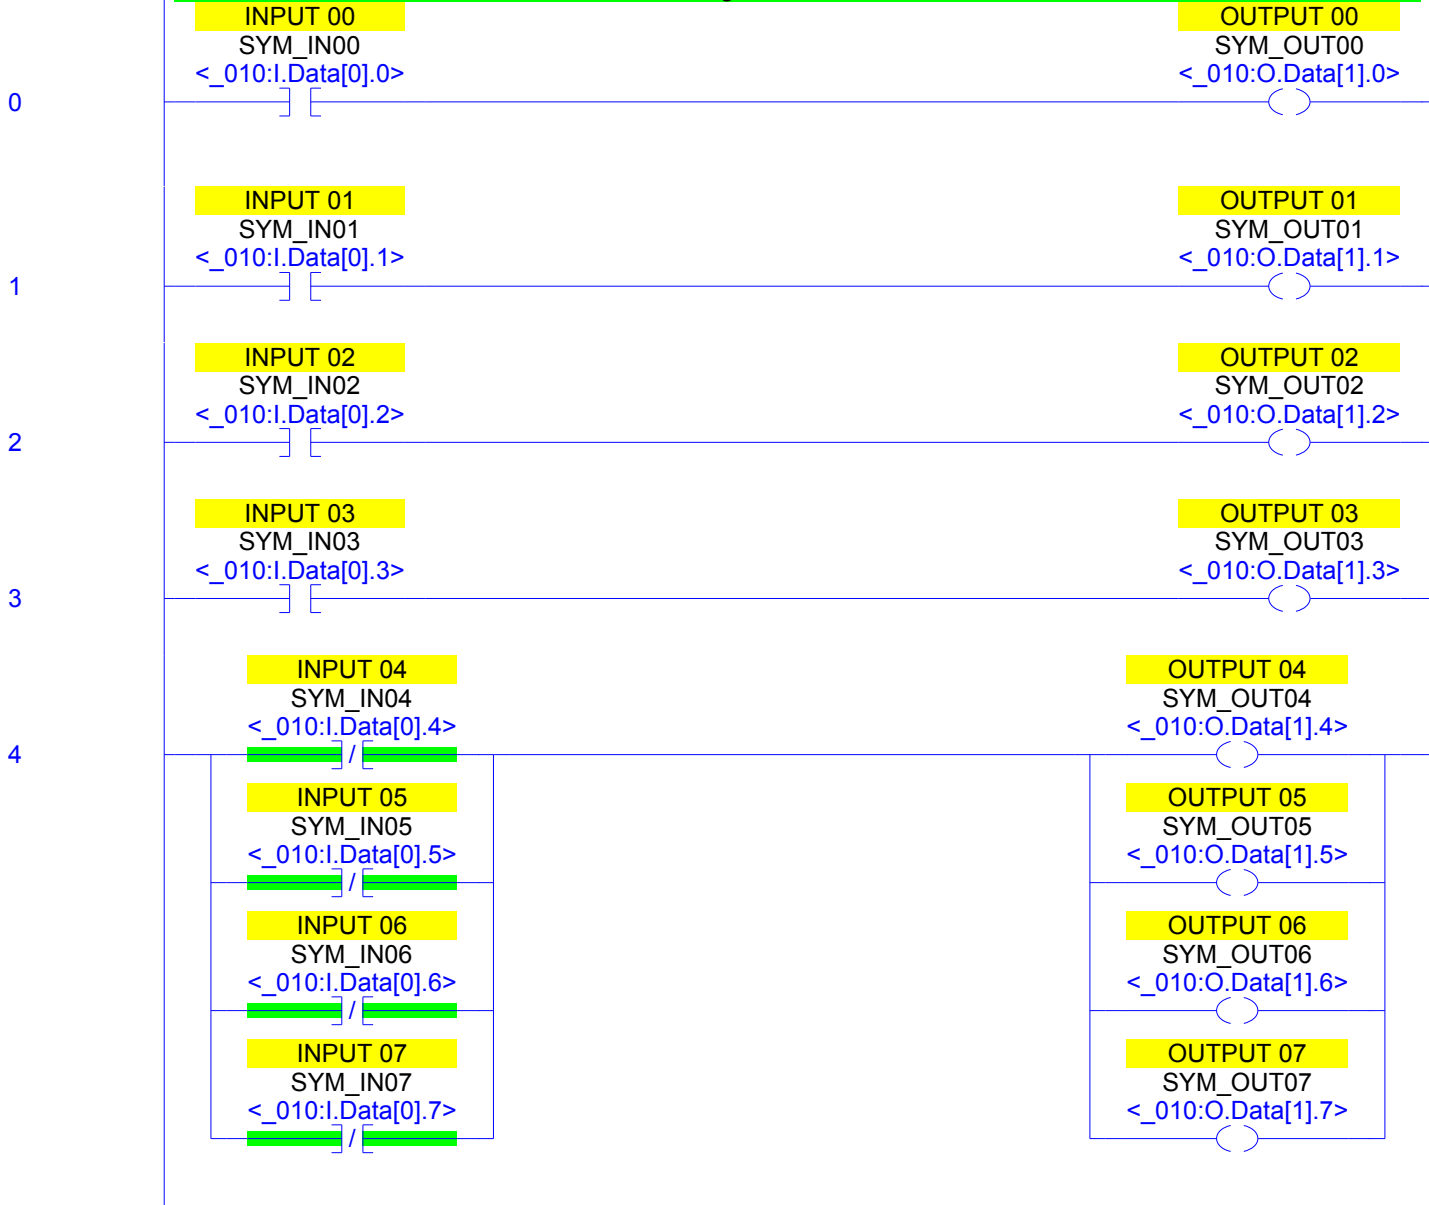 INPUT 00 OUTPUT 00
SYM_IN00 SYM_OUT00
<_010:I.Data[0].0> <_010:O.Data[1].0>
0
INPUT 01 OUTPUT 01
SYM_IN01 SYM_OUT01
<_010:I.Data[0].1> <_010:O.Data[1].1>
1
INPUT 02 OUTPUT 02
SYM_IN02 SYM_OUT02
<_010:I.Data[0].2> <_010:O.Data[1].2>
2
INPUT 03 OUTPUT 03
SYM_IN03 SYM_OUT03
<_010:I.Data[0].3> <_010:O.Data[1].3>
3
INPUT 04 OUTPUT 04
SYM_IN04 SYM_OUT04
<_010:I.Data[0].4> <_010:O.Data[1].4>
4 /
INPUT 05 OUTPUT 05
SYM_IN05 SYM_OUT05
<_010:I.Data[0].5> <_010:O.Data[1].5>
/
INPUT 06 OUTPUT 06
SYM_IN06 SYM_OUT06
<_010:I.Data[0].6> <_010:O.Data[1].6>
/
INPUT 07 OUTPUT 07
SYM_IN07 SYM_OUT07
<_010:I.Data[0].7> <_010:O.Data[1].7>
/